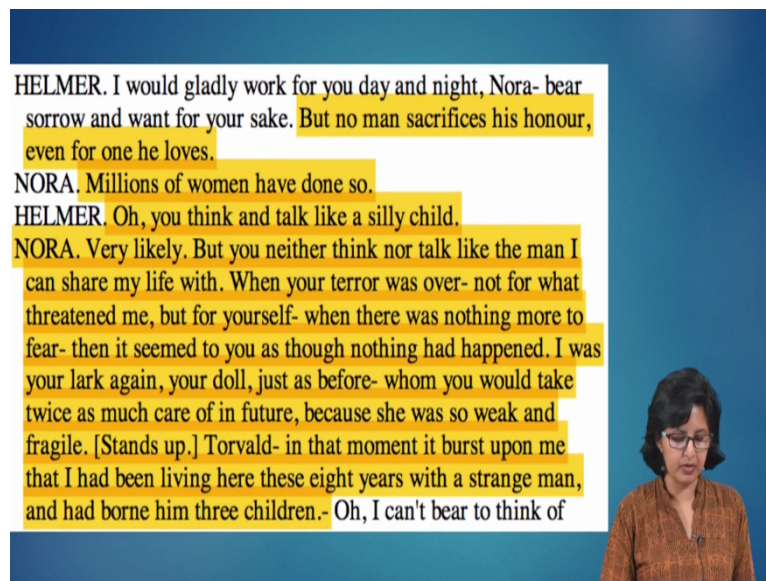 HELMER. I would gladly work for you day and night, Nora- bear
sorrow and want for your sake. But no man sacrifices his honour,
even for one he loves.
NORA. Millions of women have done so.
HELMER. Oh, you think and talk like a silly child.
NORA. Very likely. But you neither think nor talk like the man I
can share my life with. When your terror was over- not for what
threatened me, but for yourself- when there was nothing more to
fear- then it seemed to you as though nothing had happened. I was
your lark again, your doll, just as before- whom you would take
twice as much care of in future, because she was so weak and
fragile. [Stands up.] Torvald- in that moment it burst upon me
that I had been living here these eight years with a strange man,
and had borne him three children.- Oh, I can't bear to think of